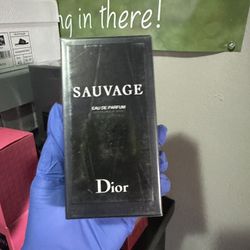 ng in there!
SAUVAGE
EAU DE PARFUM
Dior